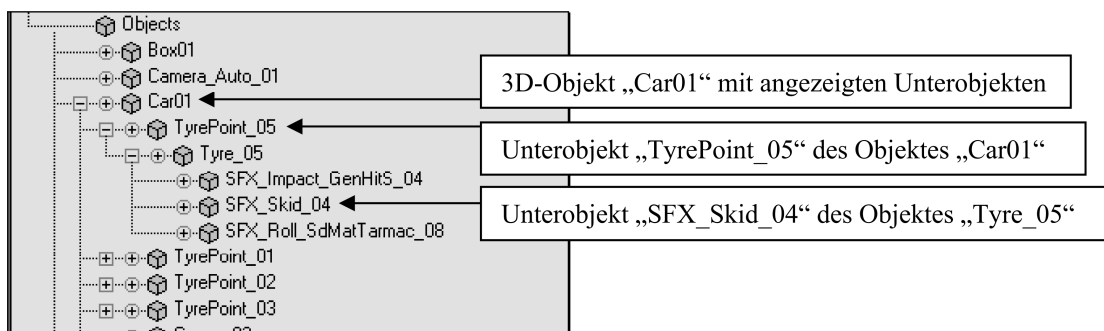 Objects
Box01
Camera_Auto_01
Car01
TyrePoint_05
Tyre_05
SFX_Impact_GenHitS_04
SFX_Skid_04
SFX_Roll_SdMatTarmac_08
TyrePoint_01
TyrePoint_02
TyrePoint_03
3D-Objekt „Car01“ mit angezeigten Unterobjekten
Unterobjekt „TyrePoint_05“ des Objektes „Car01“
Unterobjekt „SFX_Skid_04“ des Objektes „Tyre_05“